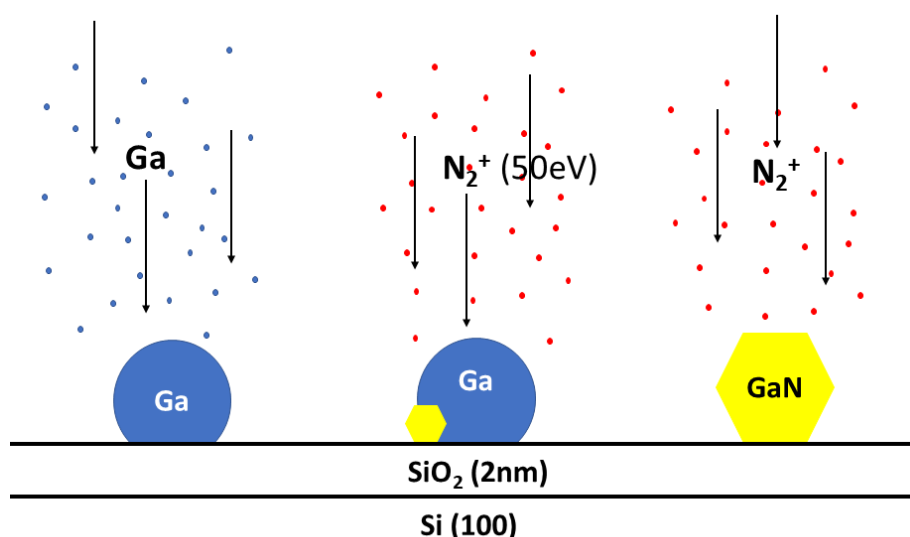 Ga
N₂⁺ (50eV)
N₂⁺
Ga
Ga
GaN
SiO₂ (2nm)
Si (100)